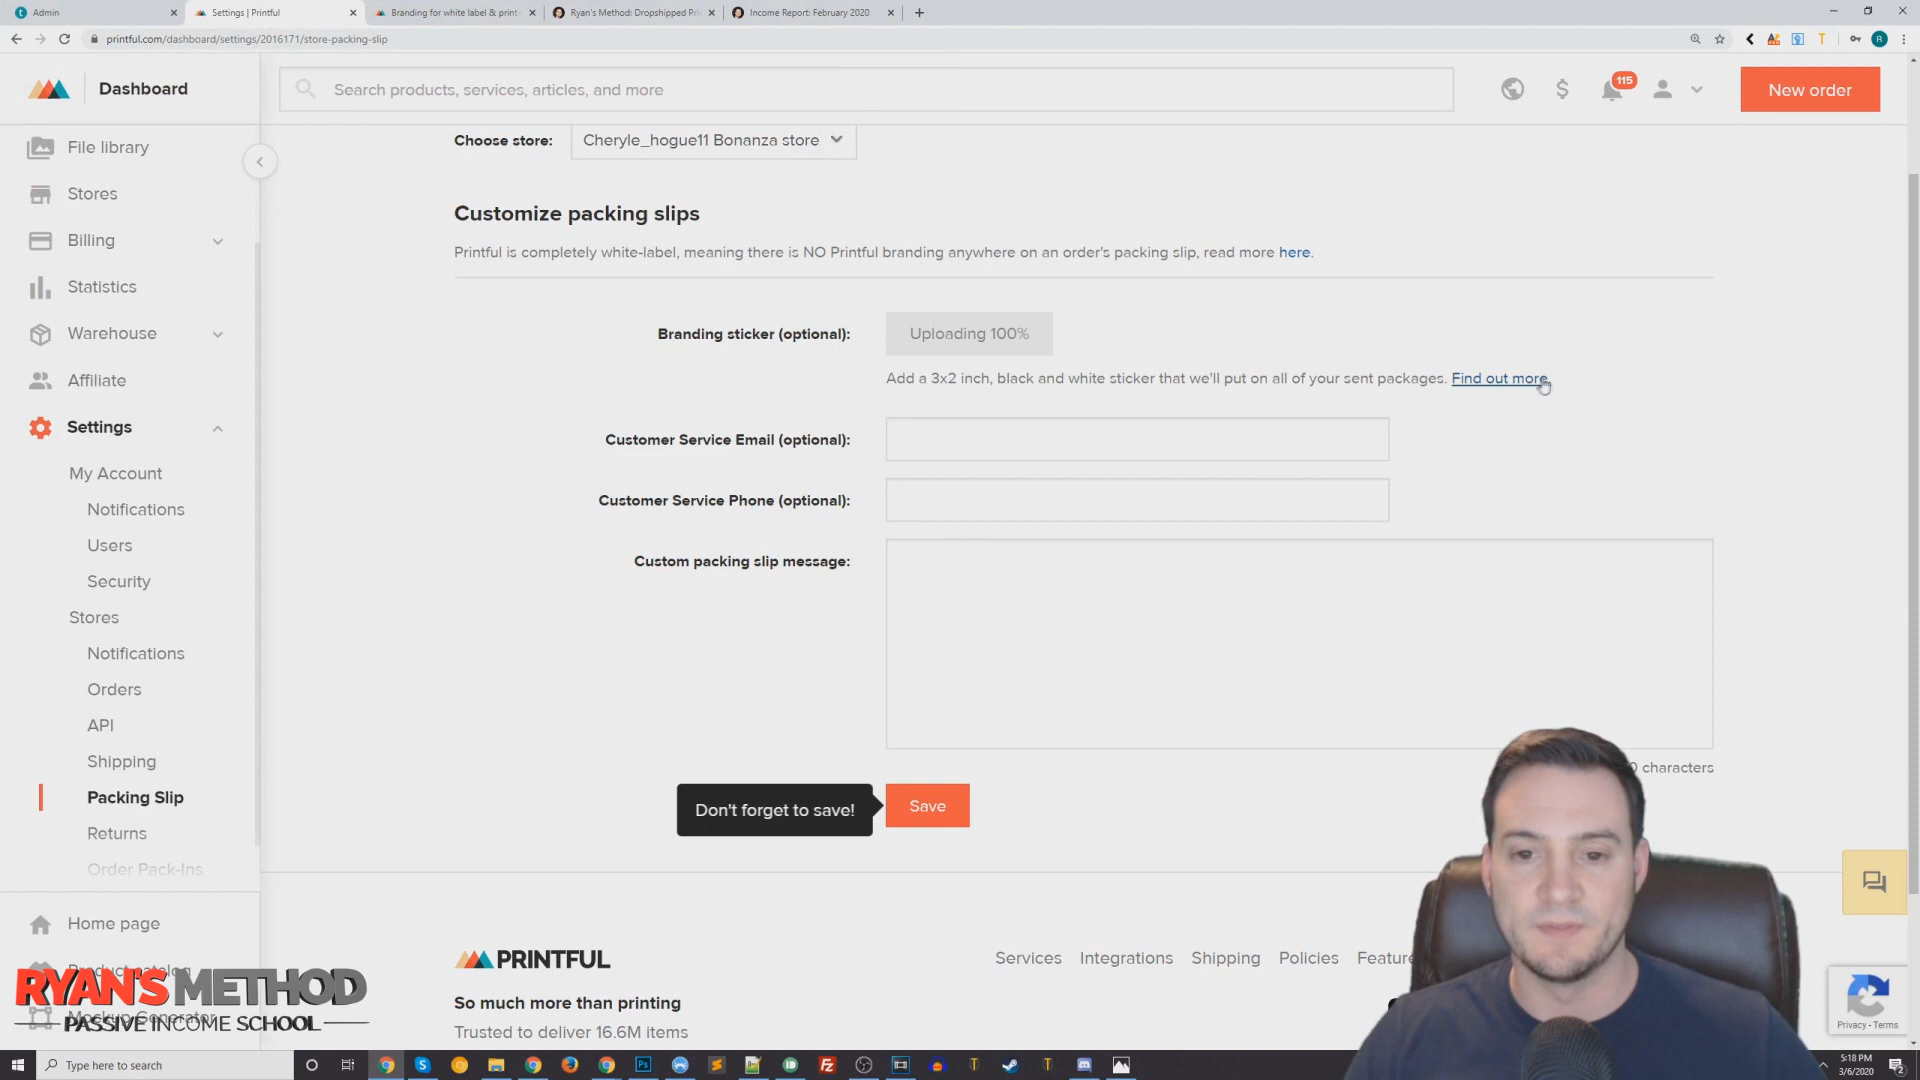 Admin
Settings | Printful
Branding for white label & print-
Ryan's Method: Dropshipped Pri
Income Report: February 2020
printful.com/dashboard/settings/2016171/store-packing-slip
Dashboard
Search products, services, articles, and more
115
New order
File library
Stores
Billing
Statistics
Warehouse
Affiliate
Settings
My Account
Notifications
Users
Security
Stores
Notifications
Orders
API
Shipping
Packing Slip
Returns
Order Pack-Ins
Home page
Product catalog
Mockup Generator
Choose store:
Cheryle_hogue11 Bonanza store
Customize packing slips
Printful is completely white-label, meaning there is NO Printful branding anywhere on an order's packing slip, read more here.
Branding sticker (optional):
Uploading 100%
Add a 3x2 inch, black and white sticker that we'll put on all of your sent packages. Find out more.
Customer Service Email (optional):
Customer Service Phone (optional):
Custom packing slip message:
characters
Don't forget to save!
Save
PRINTFUL
Services Integrations Shipping Policies Feature
So much more than printing
Trusted to deliver 16.6M items
RYAN'S METHOD
PASSIVE INCOME SCHOOL
Privacy - Terms
Type here to search
5:18 PM
3/6/2020